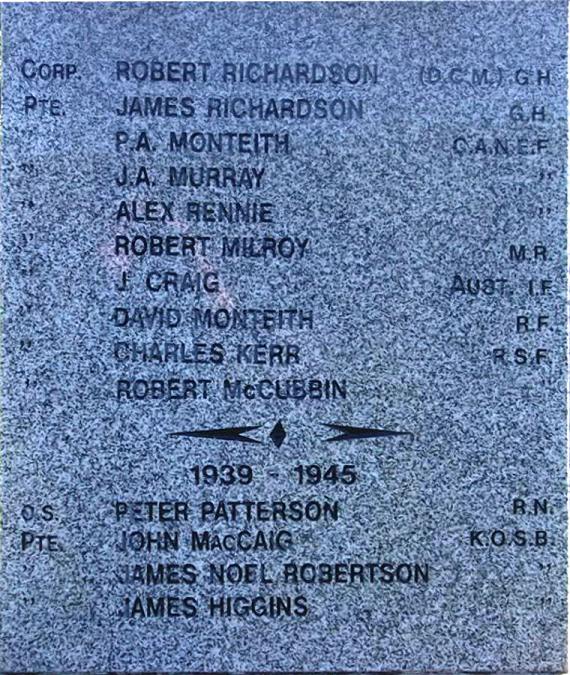 CORP. ROBERT RICHARDSON (D.C.M.) G.H.
PTE. JAMES RICHARDSON G.H.
" P.A. MONTEITH C.A.N.E.F.
" J.A. MURRAY "
" ALEX RENNIE "
" ROBERT MILROY M.R.
" J. CRAIG AUST. I.F.
" DAVID MONTEITH R.F.
" CHARLES KERR R.S.F.
" ROBERT McCUBBIN "
1939 - 1945
O.S. PETER PATTERSON R.N.
PTE. JOHN MACCAIG K.O.S.B.
" JAMES NOEL ROBERTSON "
" JAMES HIGGINS "